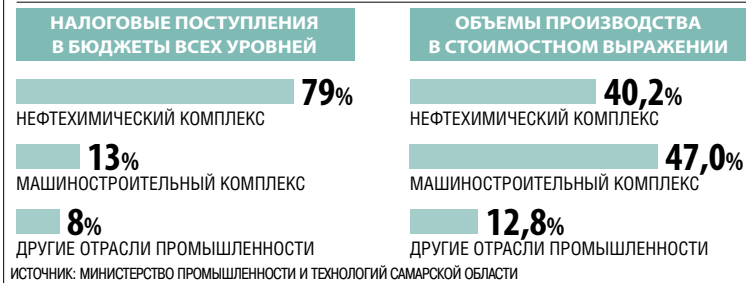 НАЛОГОВЫЕ ПОСТУПЛЕНИЯ
В БЮДЖЕТЫ ВСЕХ УРОВНЕЙ
79%
НЕФТЕХИМИЧЕСКИЙ КОМПЛЕКС
13%
МАШИНОСТРОИТЕЛЬНЫЙ КОМПЛЕКС
8%
ДРУГИЕ ОТРАСЛИ ПРОМЫШЛЕННОСТИ
ОБЪЕМЫ ПРОИЗВОДСТВА
В СТОИМОСТНОМ ВЫРАЖЕНИИ
40,2%
НЕФТЕХИМИЧЕСКИЙ КОМПЛЕКС
47,0%
МАШИНОСТРОИТЕЛЬНЫЙ КОМПЛЕКС
12,8%
ДРУГИЕ ОТРАСЛИ ПРОМЫШЛЕННОСТИ
ИСТОЧНИК: МИНИСТЕРСТВО ПРОМЫШЛЕННОСТИ И ТЕХНОЛОГИЙ САМАРСКОЙ ОБЛАСТИ